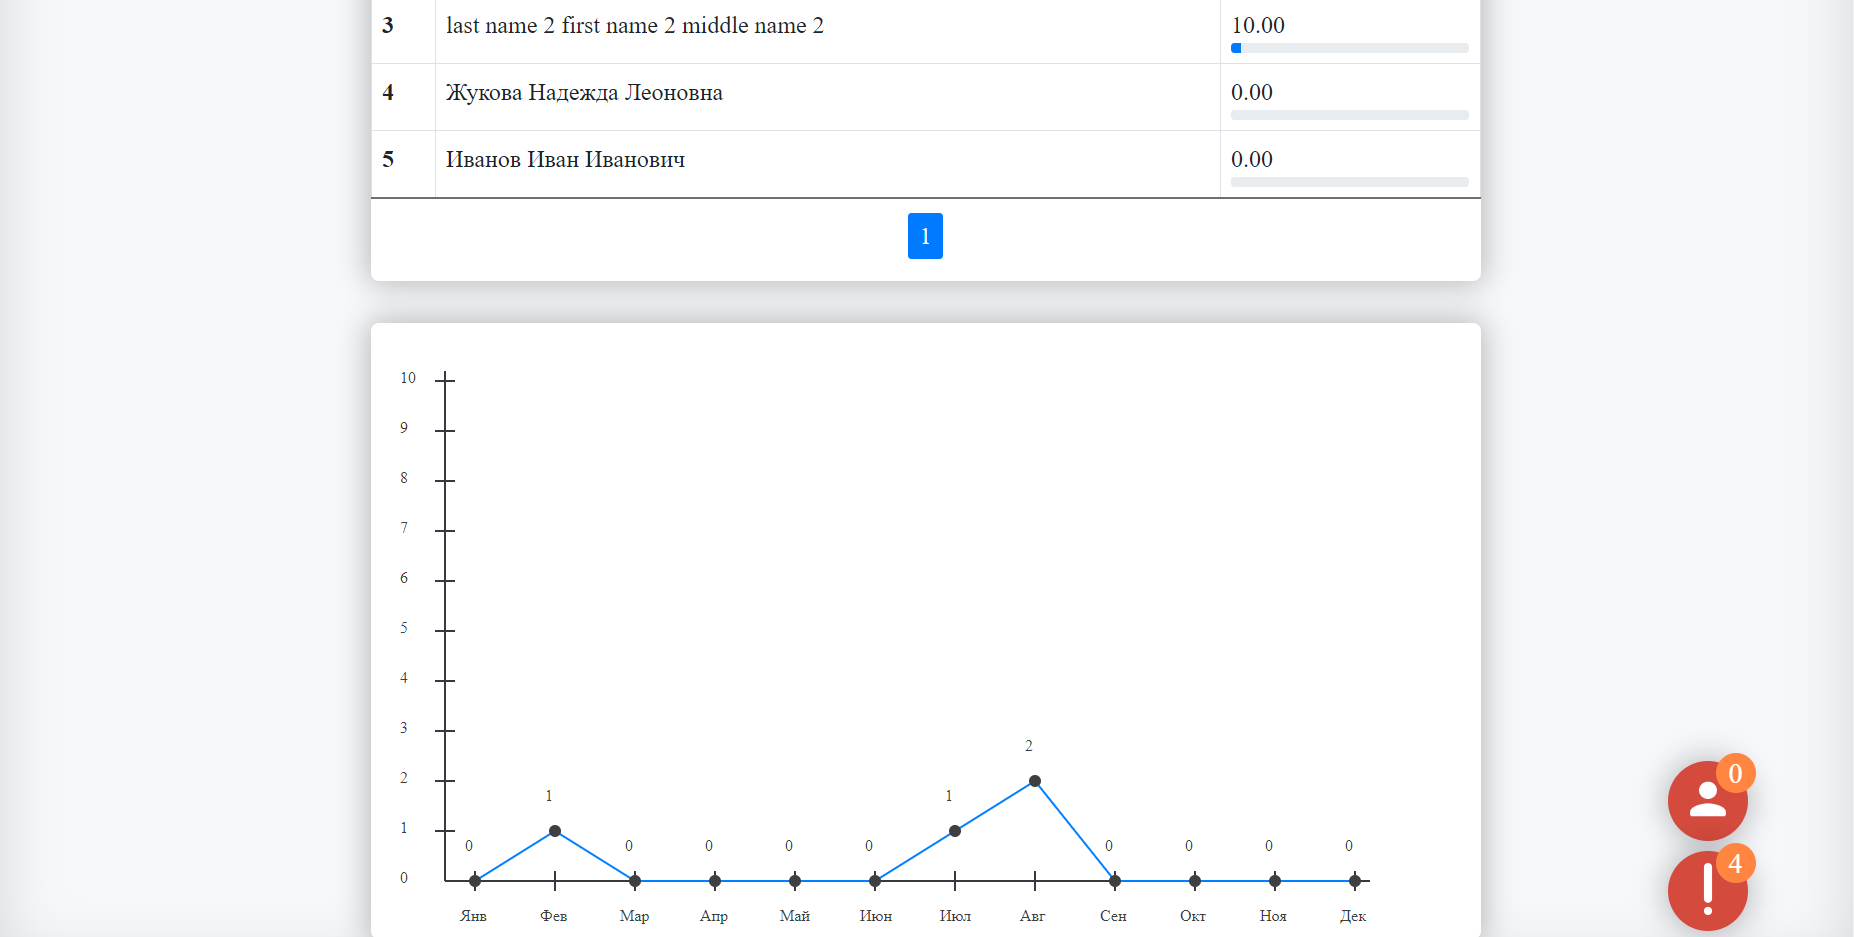 3 last name 2 first name 2 middle name 2 10.00
4 Жукова Надежда Леоновна 0.00
5 Иванов Иван Иванович 0.00
1
10
9
8
7
6
5
4
3
2
1
0
0 1 0 0 0 0 1 2 0 0 0 0
Янв Фев Мар Апр Май Июн Июл Авг Сен Окт Ноя Дек
0
4